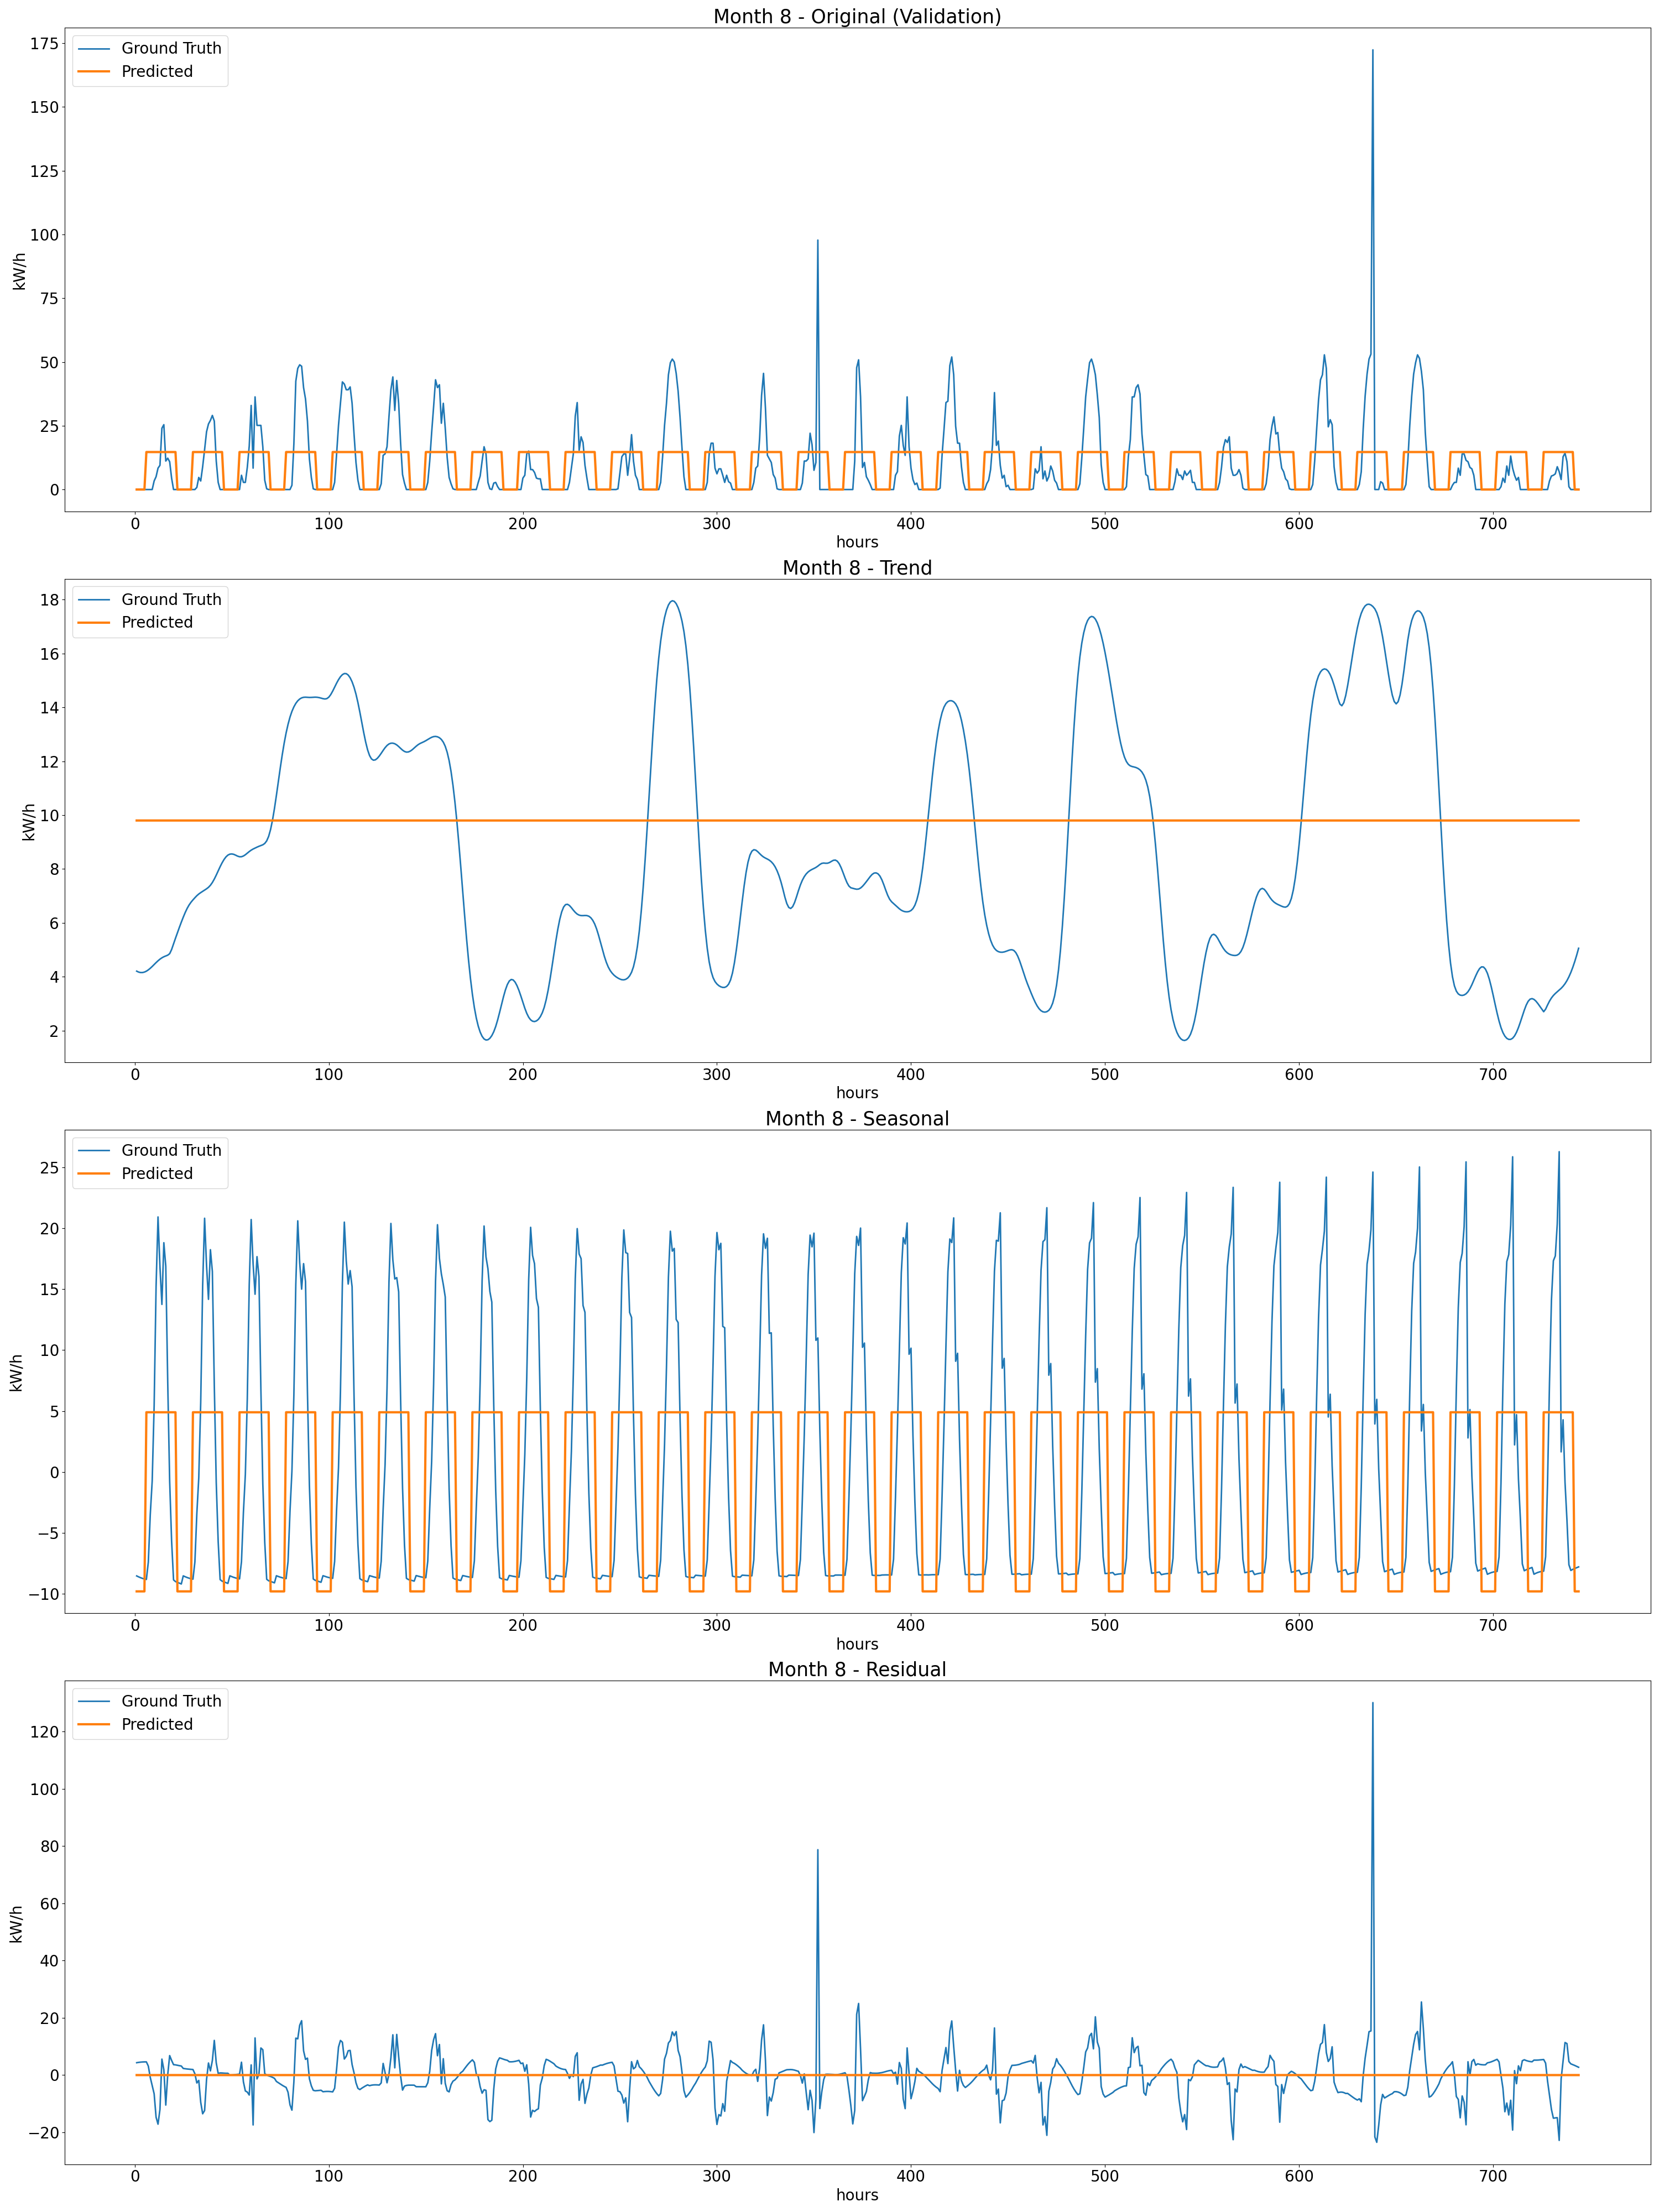 Month 8 - Original (Validation)
Ground Truth
Predicted
175
150
125
100
75
50
25
0
kW/h
0 100 200 300 400 500 600 700
hours
Month 8 - Trend
Ground Truth
Predicted
18
16
14
12
10
8
6
4
2
kW/h
0 100 200 300 400 500 600 700
hours
Month 8 - Seasonal
Ground Truth
Predicted
25
20
15
10
5
0
−5
−10
kW/h
0 100 200 300 400 500 600 700
hours
Month 8 - Residual
Ground Truth
Predicted
120
100
80
60
40
20
0
−20
kW/h
0 100 200 300 400 500 600 700
hours